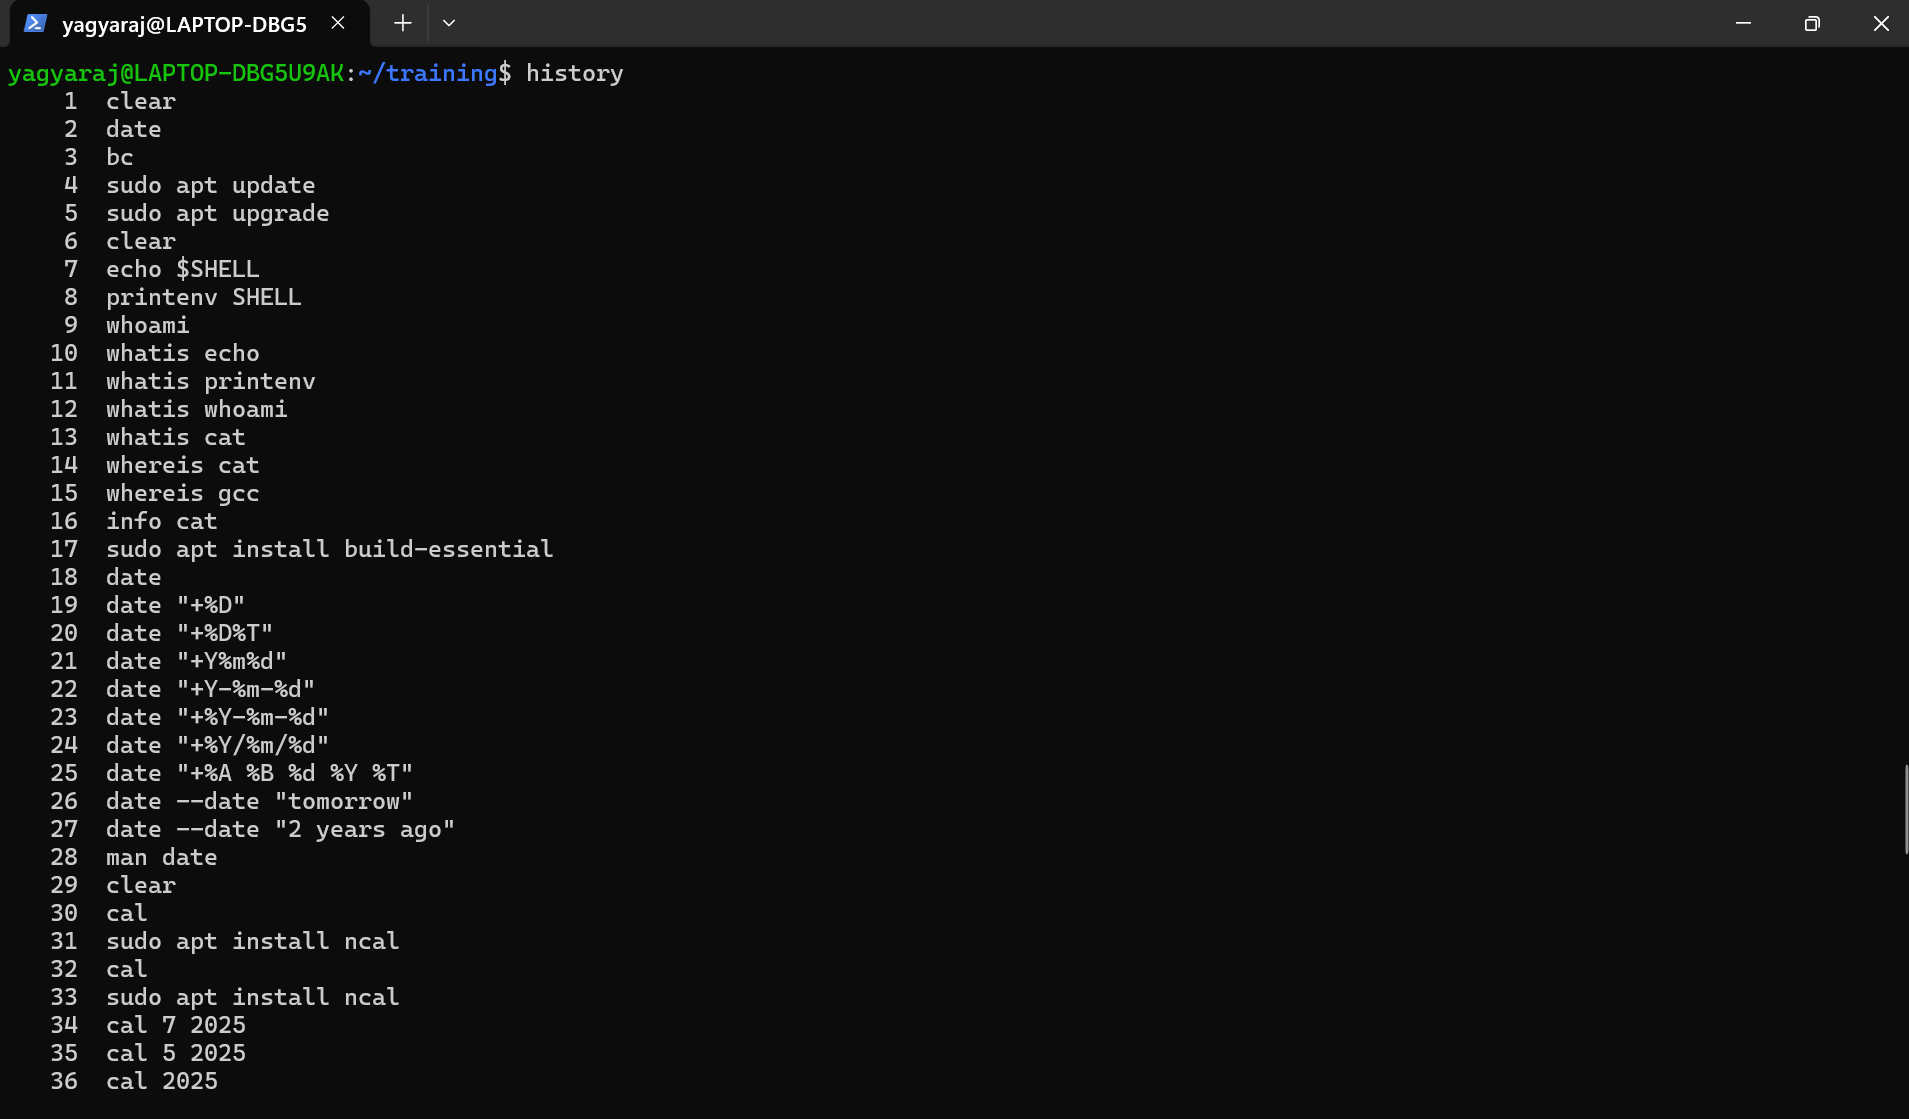 yagyaraj@LAPTOP-DBG5
yagyaraj@LAPTOP-DBG5U9AK:~/training$ history
1 clear
2 date
3 bc
4 sudo apt update
5 sudo apt upgrade
6 clear
7 echo $SHELL
8 printenv SHELL
9 whoami
10 whatis echo
11 whatis printenv
12 whatis whoami
13 whatis cat
14 whereis cat
15 whereis gcc
16 info cat
17 sudo apt install build-essential
18 date
19 date "+%D"
20 date "+%D%T"
21 date "+Y%m%d"
22 date "+Y-%m-%d"
23 date "+%Y-%m-%d"
24 date "+%Y/%m/%d"
25 date "+%A %B %d %Y %T"
26 date --date "tomorrow"
27 date --date "2 years ago"
28 man date
29 clear
30 cal
31 sudo apt install ncal
32 cal
33 sudo apt install ncal
34 cal 7 2025
35 cal 5 2025
36 cal 2025